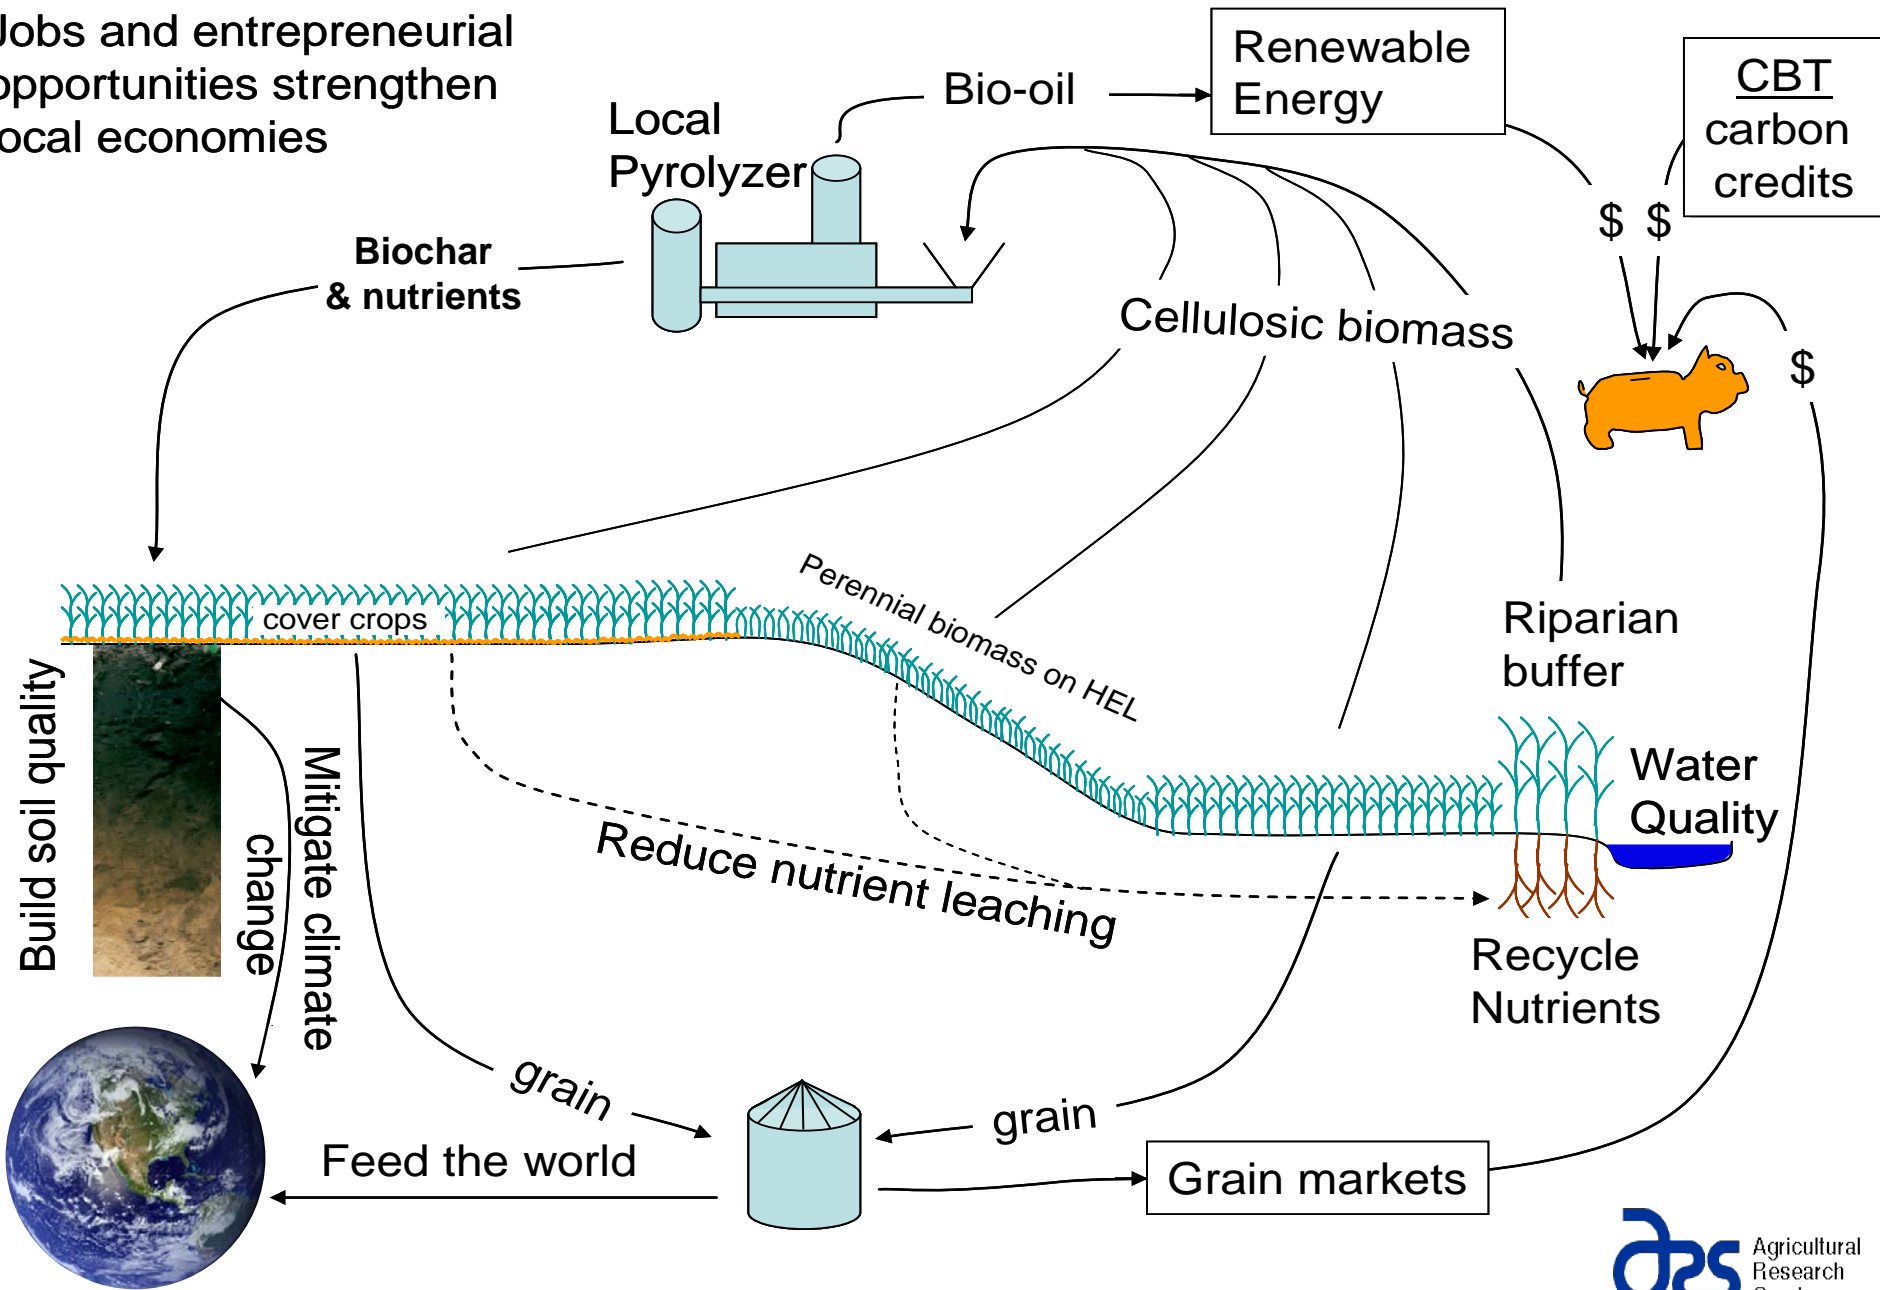 Jobs and entrepreneurial
opportunities strengthen
local economies
Local
Pyrolyzer
Bio-oil
Renewable
Energy
CBT
carbon
credits
$ $
Biochar
& nutrients
Cellulosic biomass
$
cover crops
Perennial biomass on HEL
Riparian
buffer
Build soil quality
Mitigate climate
change
Water
Quality
Reduce nutrient leaching
Recycle
Nutrients
grain
grain
Feed the world
Grain markets
ars
Agricultural
Research